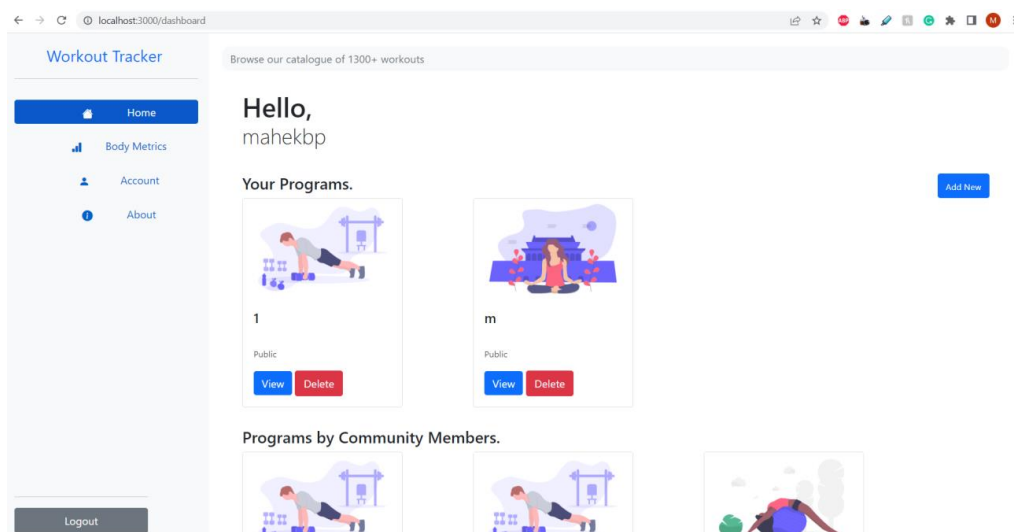 localhost:3000/dashboard
M
Workout Tracker
Browse our catalogue of 1300+ workouts
Home
Body Metrics
Account
About
Hello,
mahekbp
Your Programs.
Add New
1
Public
View Delete
m
Public
View Delete
Programs by Community Members.
Logout